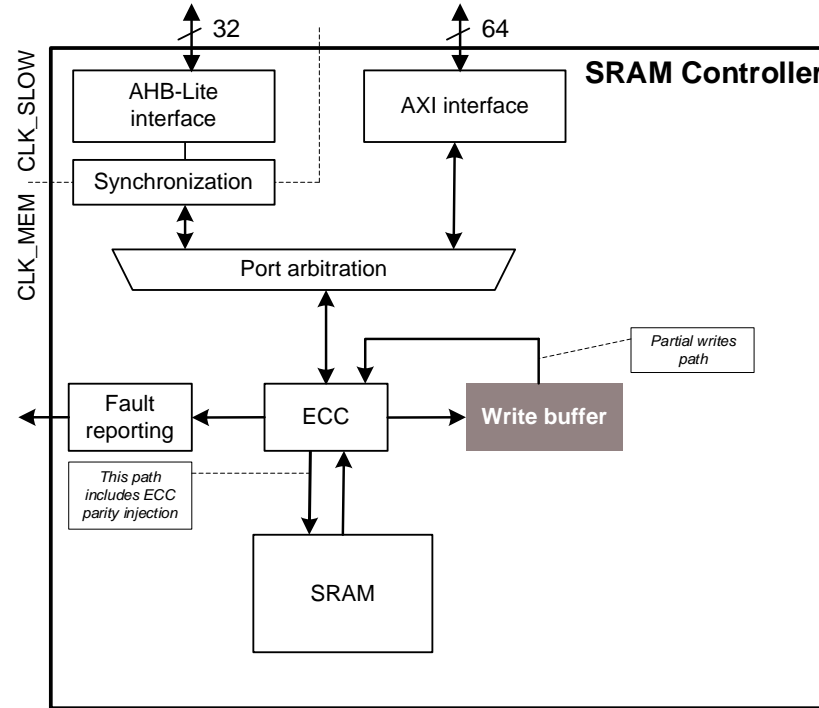 32
64
SRAM Controller
AHB-Lite
interface
AXI interface
CLK_SLOW
Synchronization
CLK_MEM
Port arbitration
Partial writes
path
Fault
reporting
ECC
Write buffer
This path
includes ECC
parity injection
SRAM